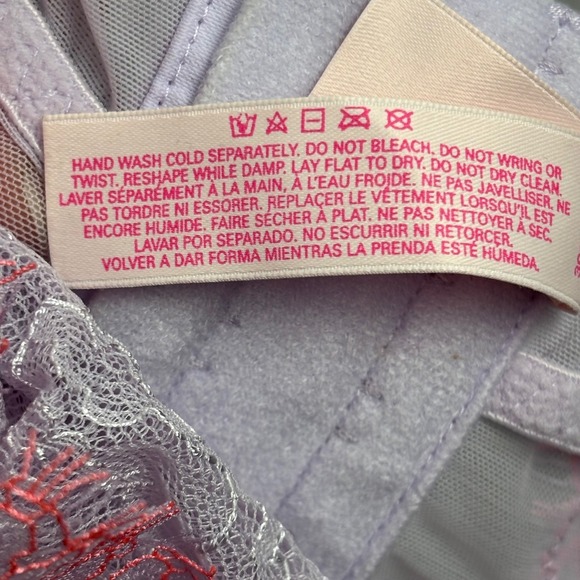 HAND WASH COLD SEPARATELY. DO NOT BLEACH. DO NOT WRING OR
TWIST. RESHAPE WHILE DAMP. LAY FLAT TO DRY. DO NOT DRY CLEAN.
LAVER SÉPARÉMENT À LA MAIN, À L'EAU FROIDE. NE PAS JAVELLISER. NE
PAS TORDRE NI ESSORER. REPLACER LE VÊTEMENT LORSQU'IL EST
ENCORE HUMIDE. FAIRE SÉCHER À PLAT. NE PAS NETTOYER À SEC.
LAVAR POR SEPARADO. NO ESCURRIR NI RETORCER.
VOLVER A DAR FORMA MIENTRAS LA PRENDA ESTÉ HÚMEDA.